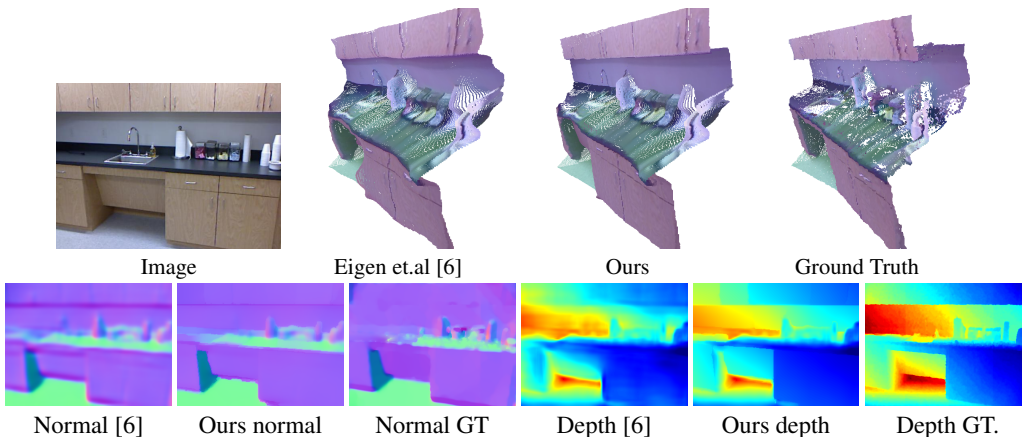 Image
Eigen et.al [6]
Ours
Ground Truth
Normal [6]
Ours normal
Normal GT
Depth [6]
Ours depth
Depth GT.